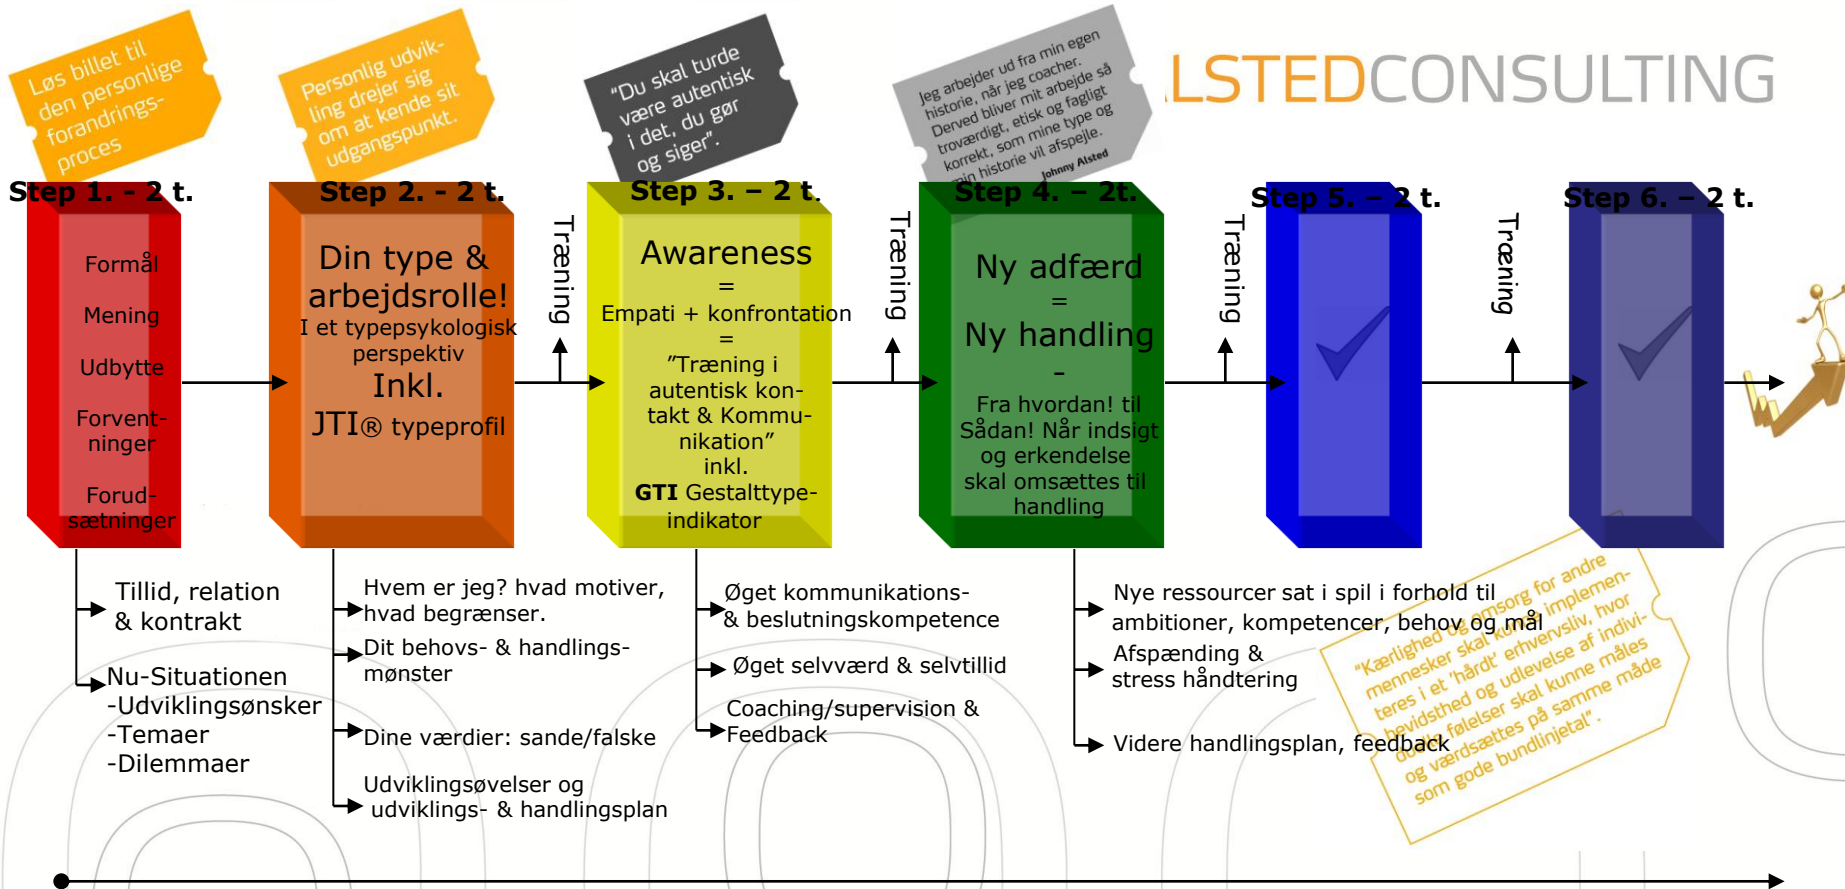 Løs billet til
den personlige
forandrings-
proces
Personlig udvik-
ling drejer sig
om at kende sit
udgangspunkt.
"Du skal turde
være autentisk
i det, du gør
og siger".
Jeg arbejder ud fra min egen
historie, når jeg coacher.
Derved bliver mit arbejde så
troværdigt, etisk og fagligt
korrekt, som mine type og
min historie vil afspejle.
Johnny Alsted
LSTEDCONSULTING
Step 1. - 2 t.
Formål
Mening
Udbytte
Forvent-
ninger
Forud-
sætninger
Tillid, relation
& kontrakt
Nu-Situationen
-Udviklingsønsker
-Temaer
-Dilemmaer
Step 2. - 2 t.
Din type &
arbejdsrolle!
I et typepsykologisk
perspektiv
Inkl.
JTI® typeprofil
Hvem er jeg? hvad motiver,
hvad begrænser.
Dit behovs- & handlings-
mønster
Dine værdier: sande/falske
Udviklingsøvelser og
udviklings- & handlingsplan
Træning
Step 3. – 2 t.
Awareness
=
Empati + konfrontation
=
"Træning i
autentisk kon-
takt & Kommu-
nikation"
inkl.
GTI Gestalttype-
indikator
Øget kommunikations-
& beslutningskompetence
Øget selvværd & selvtillid
Coaching/supervision &
Feedback
Træning
Step 4. – 2t.
Ny adfærd
=
Ny handling
-
Fra hvordan! til
Sådan! Når indsigt
og erkendelse
skal omsættes til
handling
Nye ressourcer sat i spil i forhold til
ambitioner, kompetencer, behov og mål
Afspænding &
stress håndtering
Videre handlingsplan, feedback
Træning
Step 5. – 2 t.
Træning
Step 6. – 2 t.
"Kærlighed og omsorg for andre
mennesker skal kunne implemen-
teres i et 'hårdt' erhvervsliv, hvor
bevidsthed og udlevelse af indivi-
duelle følelser skal kunne måles
og værdsættes på samme måde
som gode bundlinjetal".